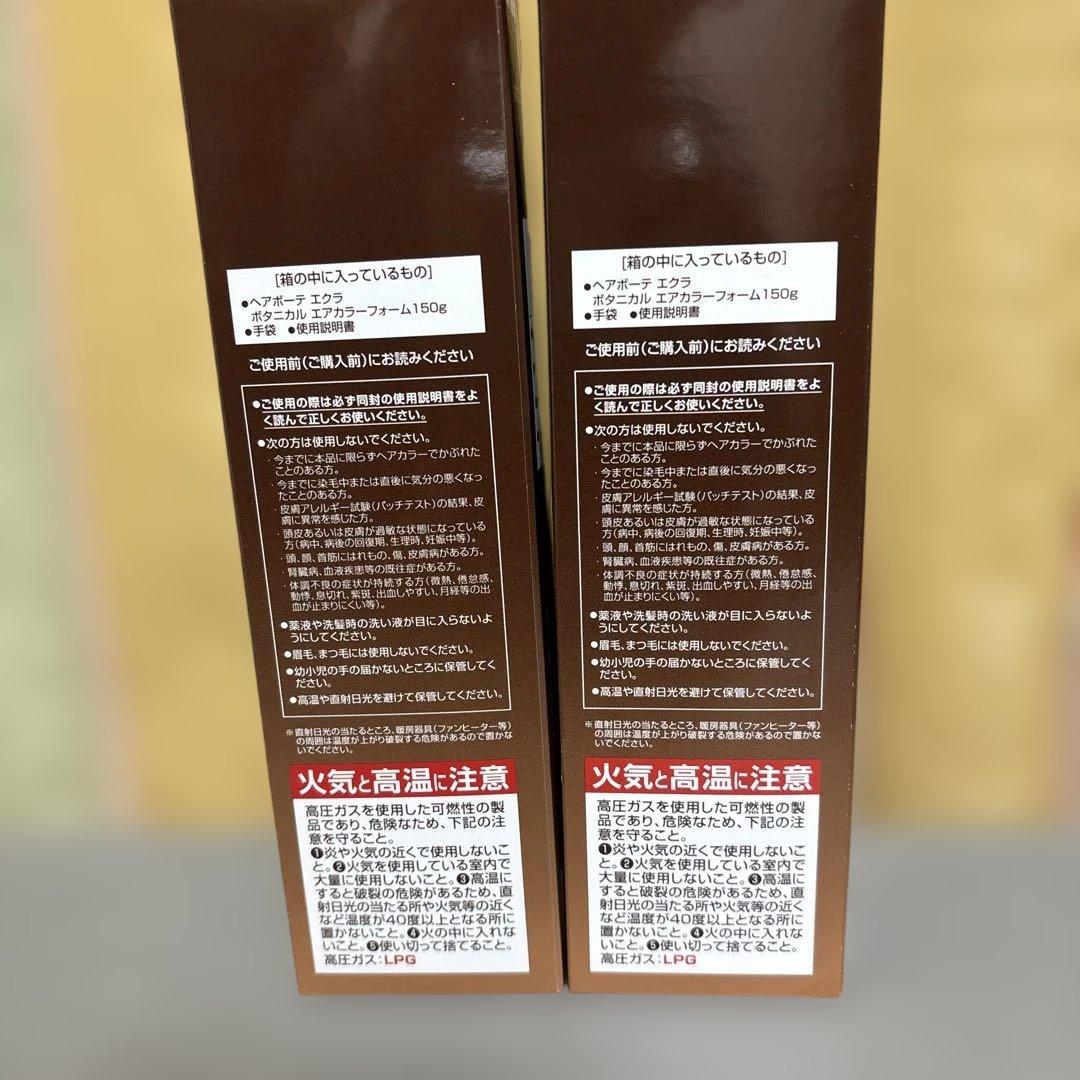 [箱の中に入っているもの]
●ヘアボーテ エクラ
ボタニカル エアカラーフォーム150g
●手袋 ●使用説明書
ご使用前(ご購入前)にお読みください
●ご使用の際は必ず同封の使用説明書をよ
く読んで正しくお使いください。
●次の方は使用しないでください。
・今までに本品に限らずヘアカラーでかぶれた
ことのある方。
・今までに染毛中または直後に気分の悪くなっ
たことのある方。
・皮膚アレルギー試験(パッチテスト)の結果、皮
膚に異常を感じた方。
・頭皮あるいは皮膚が過敏な状態になっている
方(病中、病後の回復期、生理時、妊娠中等)。
・頭、顔、首筋にはれもの、傷、皮膚病がある方。
・腎臓病、血液疾患等の既往症がある方。
・体調不良の症状が持続する方(微熱、倦怠感、
動悸、息切れ、紫斑、出血しやすい、月経等の出
血が止まりにくい等)。
●薬液や洗髪時の洗い液が目に入らないよ
うにしてください。
●眉毛、まつ毛には使用しないでください。
●幼小児の手の届かないところに保管してく
ださい。
●高温や直射日光を避けて保管してください。
※直射日光の当たるところ、暖房器具(ファンヒーター等)
の周囲は温度が上がり破裂する危険があるので置かな
いでください。
火気と高温に注意
高圧ガスを使用した可燃性の製
品であり、危険なため、下記の注
意を守ること。
❶炎や火気の近くで使用しないこ
と。❷火気を使用している室内で
大量に使用しないこと。❸高温に
すると破裂の危険があるため、直
射日光の当たる所や火気等の近く
など温度が40度以上となる所に
置かないこと。❹火の中に入れな
いこと。❺使い切って捨てること。
高圧ガス:LPG
[箱の中に入っているもの]
●ヘアボーテ エクラ
ボタニカル エアカラーフォーム150g
●手袋 ●使用説明書
ご使用前(ご購入前)にお読みください
●ご使用の際は必ず同封の使用説明書をよ
く読んで正しくお使いください。
●次の方は使用しないでください。
・今までに本品に限らずヘアカラーでかぶれた
ことのある方。
・今までに染毛中または直後に気分の悪くなっ
たことのある方。
・皮膚アレルギー試験(パッチテスト)の結果、皮
膚に異常を感じた方。
・頭皮あるいは皮膚が過敏な状態になっている
方(病中、病後の回復期、生理時、妊娠中等)。
・頭、顔、首筋にはれもの、傷、皮膚病がある方。
・腎臓病、血液疾患等の既往症がある方。
・体調不良の症状が持続する方(微熱、倦怠感、
動悸、息切れ、紫斑、出血しやすい、月経等の出
血が止まりにくい等)。
●薬液や洗髪時の洗い液が目に入らないよ
うにしてください。
●眉毛、まつ毛には使用しないでください。
●幼小児の手の届かないところに保管してく
ださい。
●高温や直射日光を避けて保管してください。
※直射日光の当たるところ、暖房器具(ファンヒーター等)
の周囲は温度が上がり破裂する危険があるので置かな
いでください。
火気と高温に注意
高圧ガスを使用した可燃性の製
品であり、危険なため、下記の注
意を守ること。
❶炎や火気の近くで使用しないこ
と。❷火気を使用している室内で
大量に使用しないこと。❸高温に
すると破裂の危険があるため、直
射日光の当たる所や火気等の近く
など温度が40度以上となる所に
置かないこと。❹火の中に入れな
いこと。❺使い切って捨てること。
高圧ガス:LPG